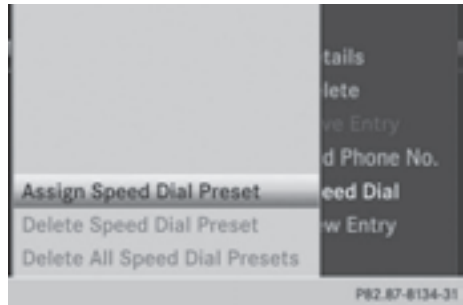 tails
lete
ve Entry
d Phone No.
Assign Speed Dial Preset
eed Dial
Delete Speed Dial Preset
w Entry
Delete All Speed Dial Presets
P82.87-8134-31